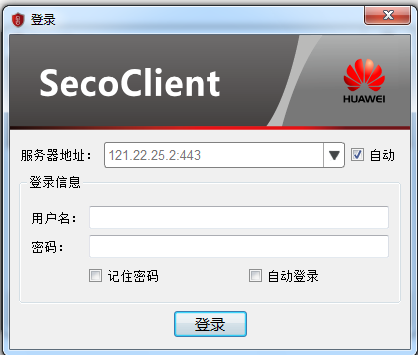 登录
SecoClient
HUAWEI
服务器地址： 121.22.25.2:443 自动
登录信息
用户名：
密码：
记住密码 自动登录
登录